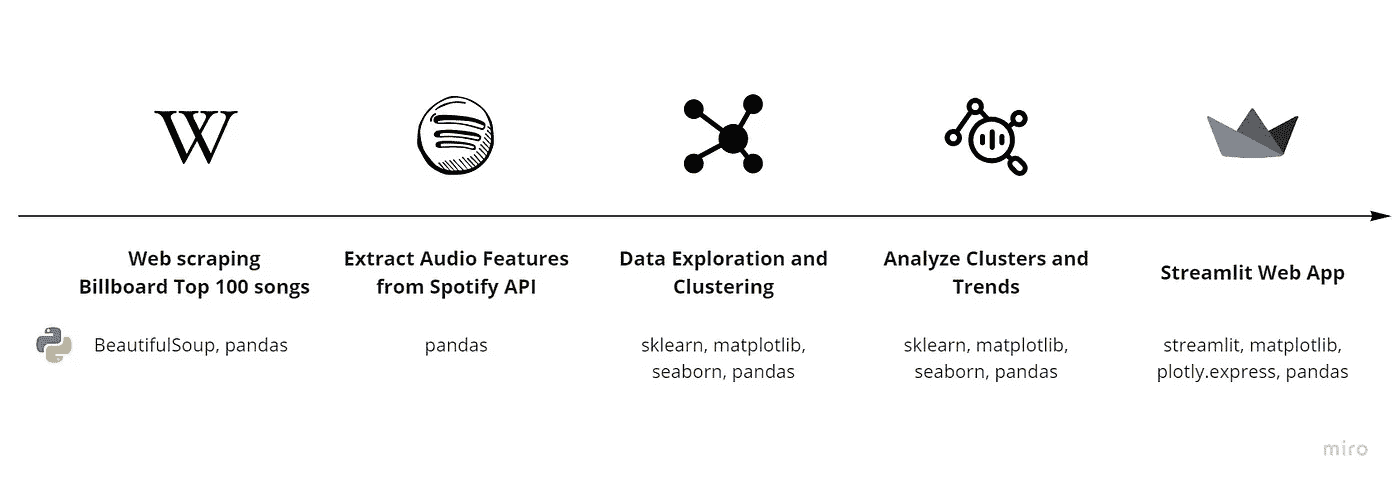 W
Web scraping
Billboard Top 100 songs
BeautifulSoup, pandas
Extract Audio Features
from Spotify API
pandas
Data Exploration and
Clustering
sklearn, matplotlib,
seaborn, pandas
Analyze Clusters and
Trends
sklearn, matplotlib,
seaborn, pandas
Streamlit Web App
streamlit, matplotlib,
plotly.express, pandas
miro